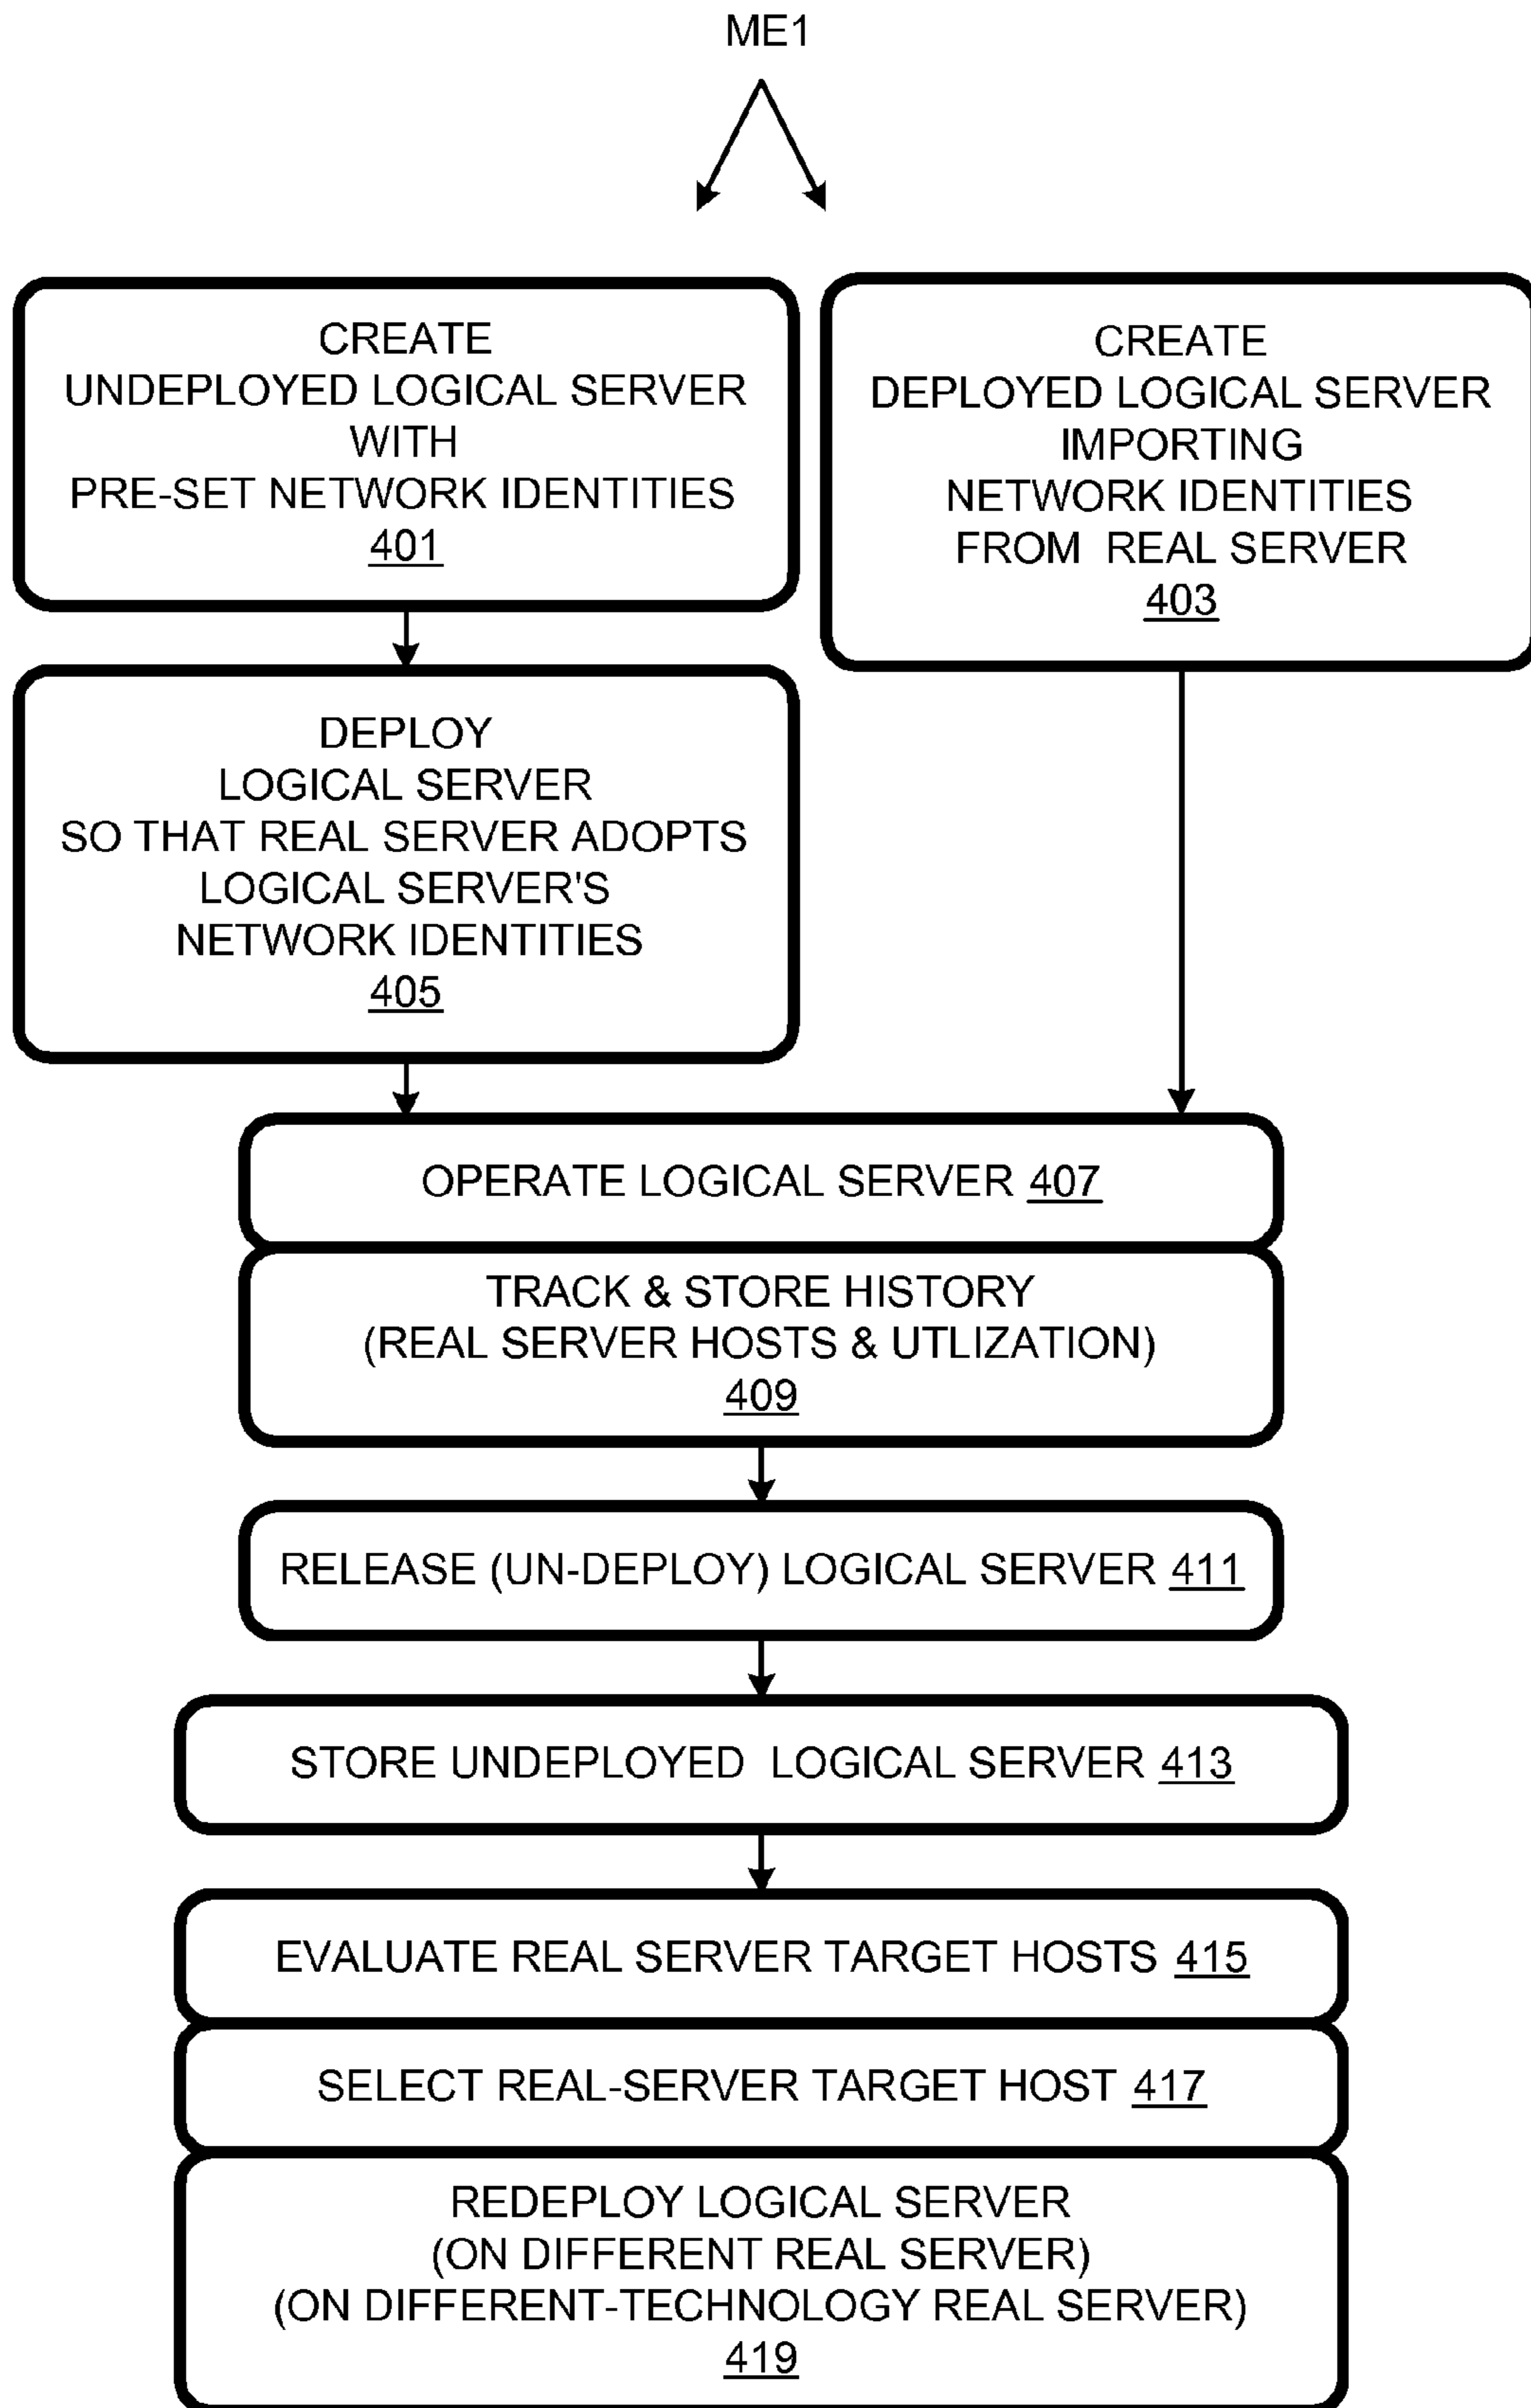 ME1
CREATE
UNDEPLOYED LOGICAL SERVER
WITH
PRE-SET NETWORK IDENTITIES
401
CREATE
DEPLOYED LOGICAL SERVER
IMPORTING
NETWORK IDENTITIES
FROM REAL SERVER
403
DEPLOY
LOGICAL SERVER
SO THAT REAL SERVER ADOPTS
LOGICAL SERVER'S
NETWORK IDENTITIES
405
OPERATE LOGICAL SERVER 407
TRACK & STORE HISTORY
(REAL SERVER HOSTS & UTLIZATION)
409
RELEASE (UN-DEPLOY) LOGICAL SERVER 411
STORE UNDEPLOYED LOGICAL SERVER 413
EVALUATE REAL SERVER TARGET HOSTS 415
SELECT REAL-SERVER TARGET HOST 417
REDEPLOY LOGICAL SERVER
(ON DIFFERENT REAL SERVER)
(ON DIFFERENT-TECHNOLOGY REAL SERVER)
419